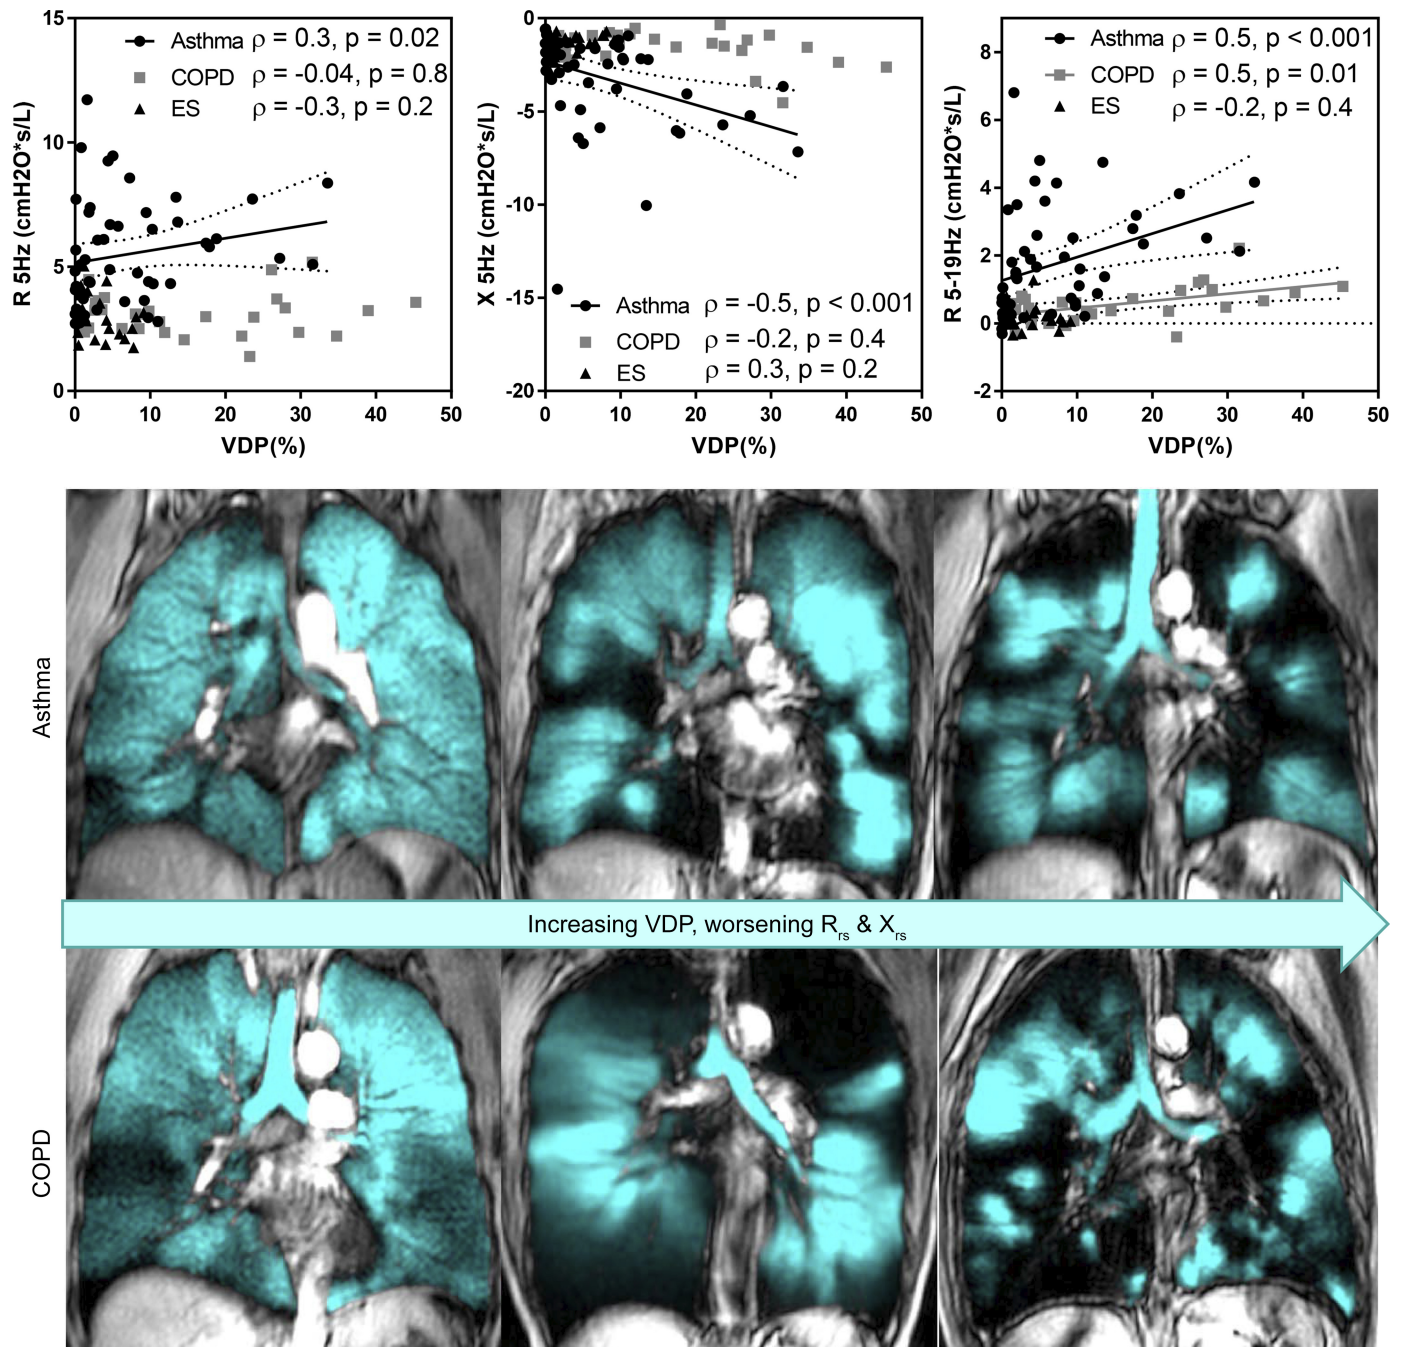 R 5Hz (cmH2O*s/L)
15
10
5
0
Asthma ρ = 0.3, p = 0.02
COPD ρ = -0.04, p = 0.8
ES ρ = -0.3, p = 0.2
0 10 20 30 40 50
VDP(%)
X 5Hz (cmH2O*s/L)
0
-5
-10
-15
-20
Asthma ρ = -0.5, p < 0.001
COPD ρ = -0.2, p = 0.4
ES ρ = 0.3, p = 0.2
0 10 20 30 40 50
VDP(%)
R 5-19Hz (cmH2O*s/L)
8
6
4
2
0
-2
Asthma ρ = 0.5, p < 0.001
COPD ρ = 0.5, p = 0.01
ES ρ = -0.2, p = 0.4
0 10 20 30 40 50
VDP(%)
Asthma
Increasing VDP, worsening Rrs & Xrs
COPD